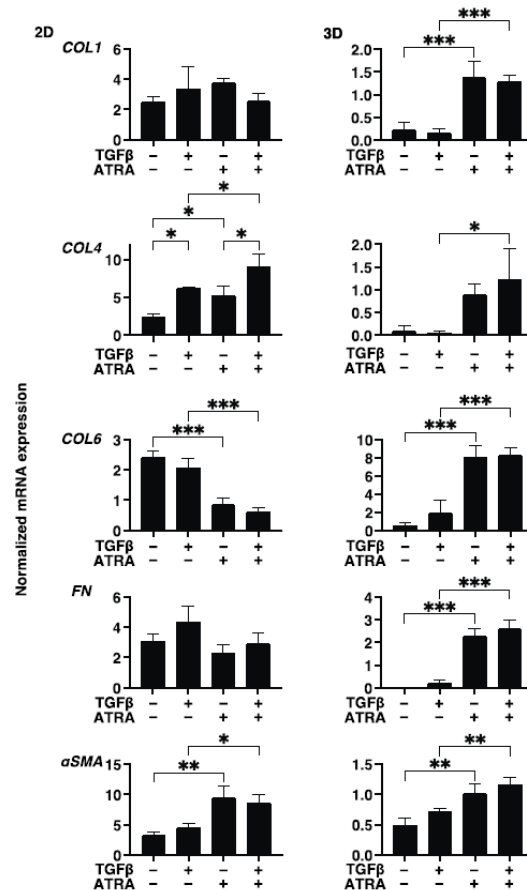 2D
3D
COL1
***
***
6
4
2
0
2.0
1.5
1.0
0.5
0.0
TGFβ – + – +
ATRA – – + +
TGFβ – + – +
ATRA – – + +
COL4
*
*
*
*
10
5
0
*
2.0
1.5
1.0
0.5
0.0
TGFβ – + – +
ATRA – – + +
TGFβ – + – +
ATRA – – + +
Normalized mRNA expression
COL6
***
***
3
2
1
0
***
***
10
8
6
4
2
0
TGFβ – + – +
ATRA – – + +
TGFβ – + – +
ATRA – – + +
FN
6
4
2
0
***
***
4
3
2
1
0
TGFβ – + – +
ATRA – – + +
TGFβ – + – +
ATRA – – + +
αSMA
*
**
15
10
5
0
**
**
2.0
1.5
1.0
0.5
0.0
TGFβ – + – +
ATRA – – + +
TGFβ – + – +
ATRA – – + +